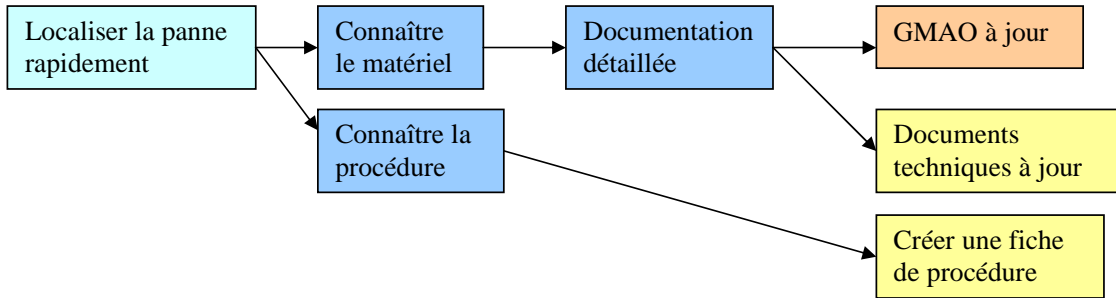 Localiser la panne
rapidement
Connaître
le matériel
Documentation
détaillée
GMAO à jour
Connaître la
procédure
Documents
techniques à jour
Créer une fiche
de procédure